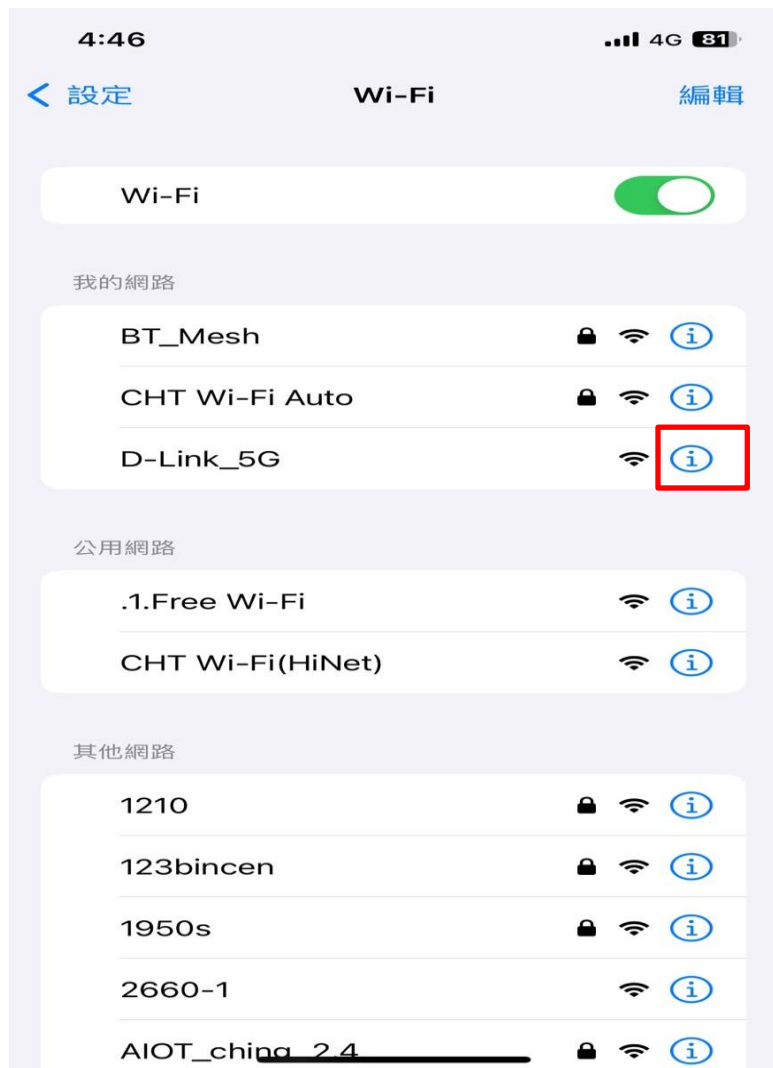 4:46 4G 81
設定 Wi-Fi 編輯
Wi-Fi
我的網路
BT_Mesh
CHT Wi-Fi Auto
D-Link_5G
公用網路
.1.Free Wi-Fi
CHT Wi-Fi(HiNet)
其他網路
1210
123bincen
1950s
2660-1
AIOT_ching_2.4